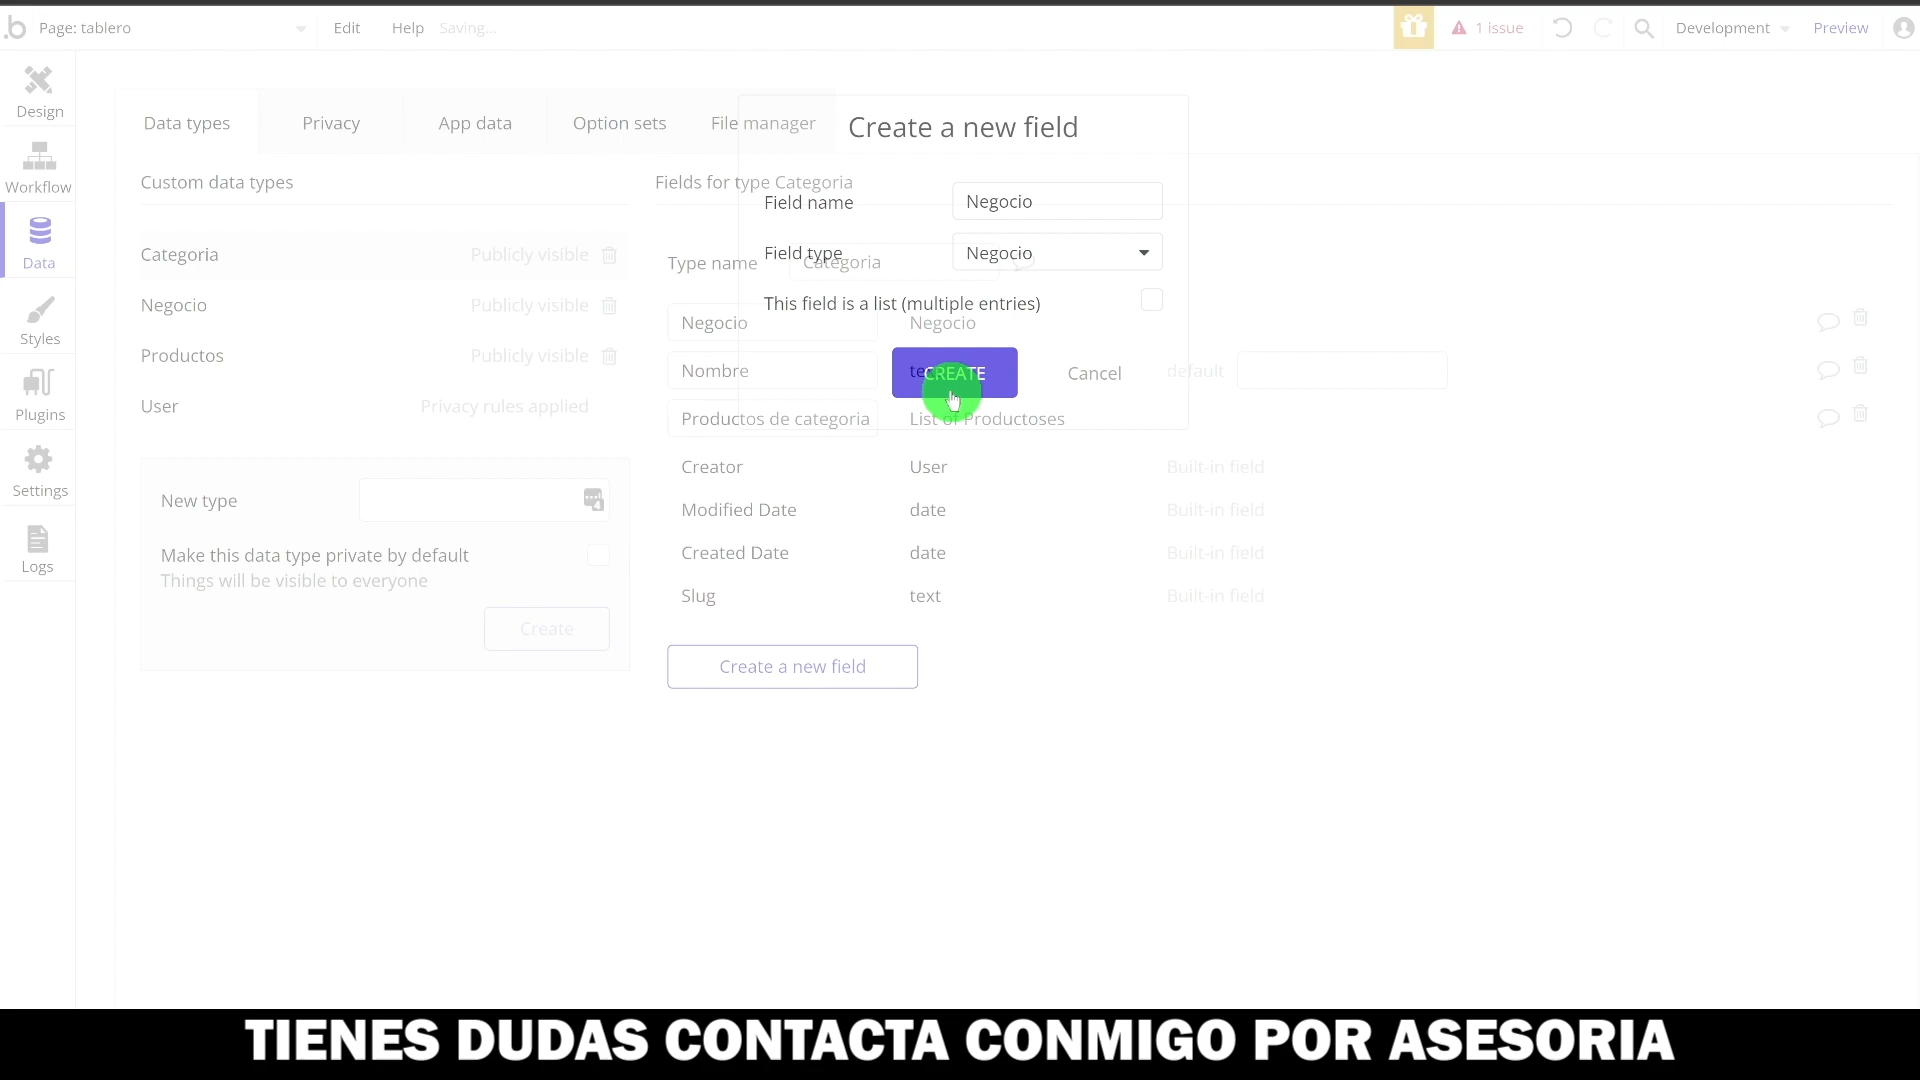 Page: tablero Edit Help Saving... 1 issue Development Preview
Design
Workflow
Data
Styles
Plugins
Settings
Logs
Data types Privacy App data Option sets File manager
Custom data types
Categoria Publicly visible
Negocio Publicly visible
Productos Publicly visible
User Privacy rules applied
New type
Make this data type private by default
Things will be visible to everyone
Create
Fields for type Categoria
Type name Categoria
Negocio Negocio
Nombre text default
Productos de categoria List of Productoses
Creator User Built-in field
Modified Date date Built-in field
Created Date date Built-in field
Slug text Built-in field
Create a new field
Create a new field
Field name Negocio
Field type Negocio
This field is a list (multiple entries)
CREATE Cancel
TIENES DUDAS CONTACTA CONMIGO POR ASESORIA